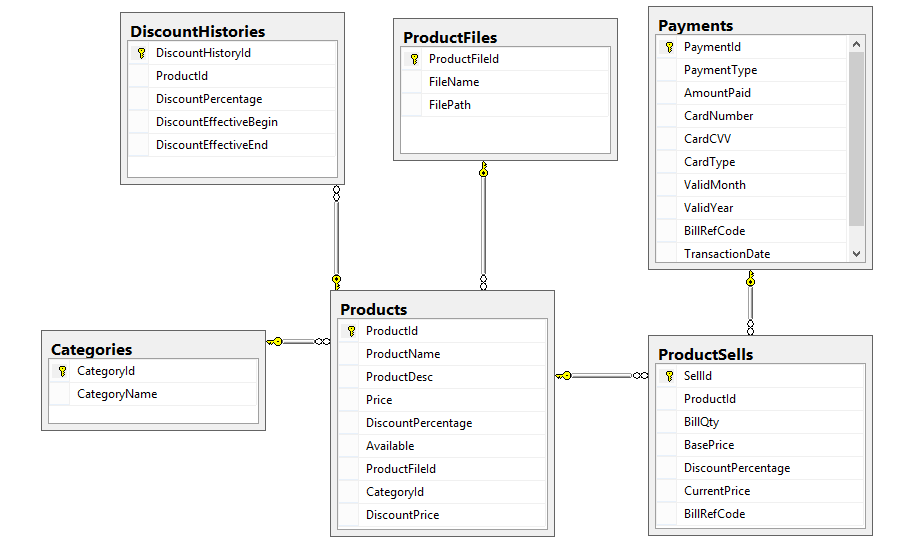 DiscountHistories
DiscountHistoryId
ProductId
DiscountPercentage
DiscountEffectiveBegin
DiscountEffectiveEnd
ProductFiles
ProductFileId
FileName
FilePath
Payments
PaymentId
PaymentType
AmountPaid
CardNumber
CardCVV
CardType
ValidMonth
ValidYear
BillRefCode
TransactionDate
Categories
CategoryId
CategoryName
Products
ProductId
ProductName
ProductDesc
Price
DiscountPercentage
Available
ProductFileId
CategoryId
DiscountPrice
ProductSells
SellId
ProductId
BillQty
BasePrice
DiscountPercentage
CurrentPrice
BillRefCode